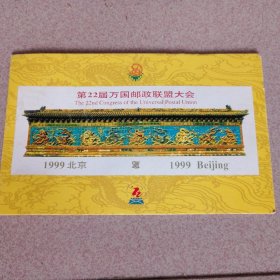 第22届万国邮政联盟大会
The 22nd Congress of the Universal Postal Union
1999 北京
1999 Beijing